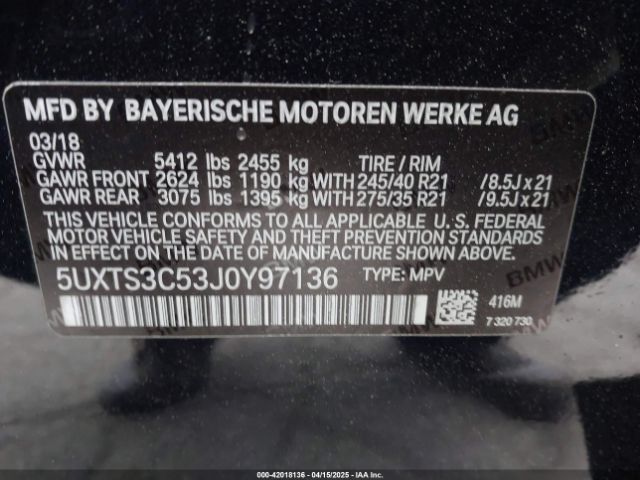 MFD BY BAYERISCHE MOTOREN WERKE AG
03/18
GVWR 5412 lbs 2455 kg TIRE / RIM
GAWR FRONT 2624 lbs 1190 kg WITH 245/40 R21 /8.5J x 21
GAWR REAR 3075 lbs 1395 kg WITH 275/35 R21 /9.5J x 21
THIS VEHICLE CONFORMS TO ALL APPLICABLE U. S. FEDERAL
MOTOR VEHICLE SAFETY AND THEFT PREVENTION STANDARDS
IN EFFECT ON THE DATE OF MANUFACTURE SHOWN ABOVE.
5UXTS3C53J0Y97136 TYPE: MPV
416M
7 320 730
000-42018136 - 04/15/2025 - IAAI.com